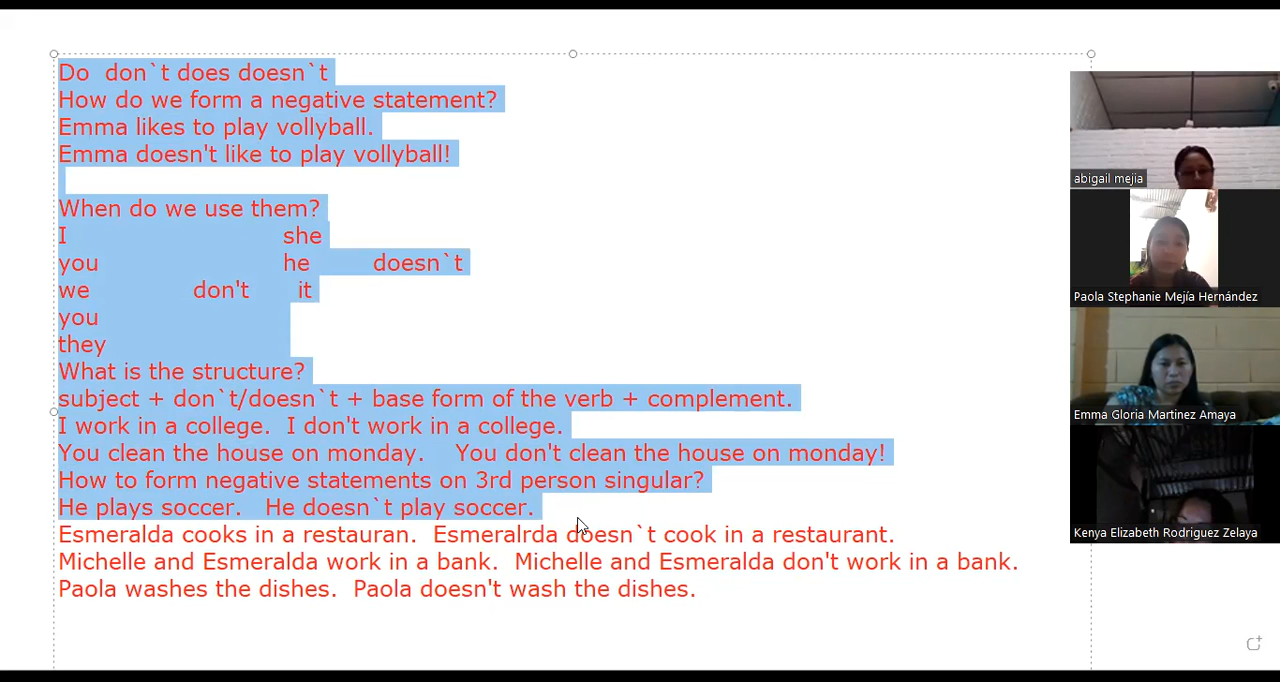 Do  don`t does doesn`t
How do we form a negative statement?
Emma likes to play vollyball.
Emma doesn't like to play vollyball!
When do we use them?
I she
you he doesn`t
we don't it
you
they
What is the structure?
subject + don`t/doesn`t + base form of the verb + complement.
I work in a college.  I don't work in a college.
You clean the house on monday.    You don't clean the house on monday!
How to form negative statements on 3rd person singular?
He plays soccer.   He doesn`t play soccer.
Esmeralda cooks in a restauran.  Esmeralrda doesn`t cook in a restaurant.
Michelle and Esmeralda work in a bank.  Michelle and Esmeralda don't work in a bank.
Paola washes the dishes.  Paola doesn't wash the dishes.
abigail mejia
Paola Stephanie Mejía Hernández
Emma Gloria Martinez Amaya
Kenya Elizabeth Rodriguez Zelaya